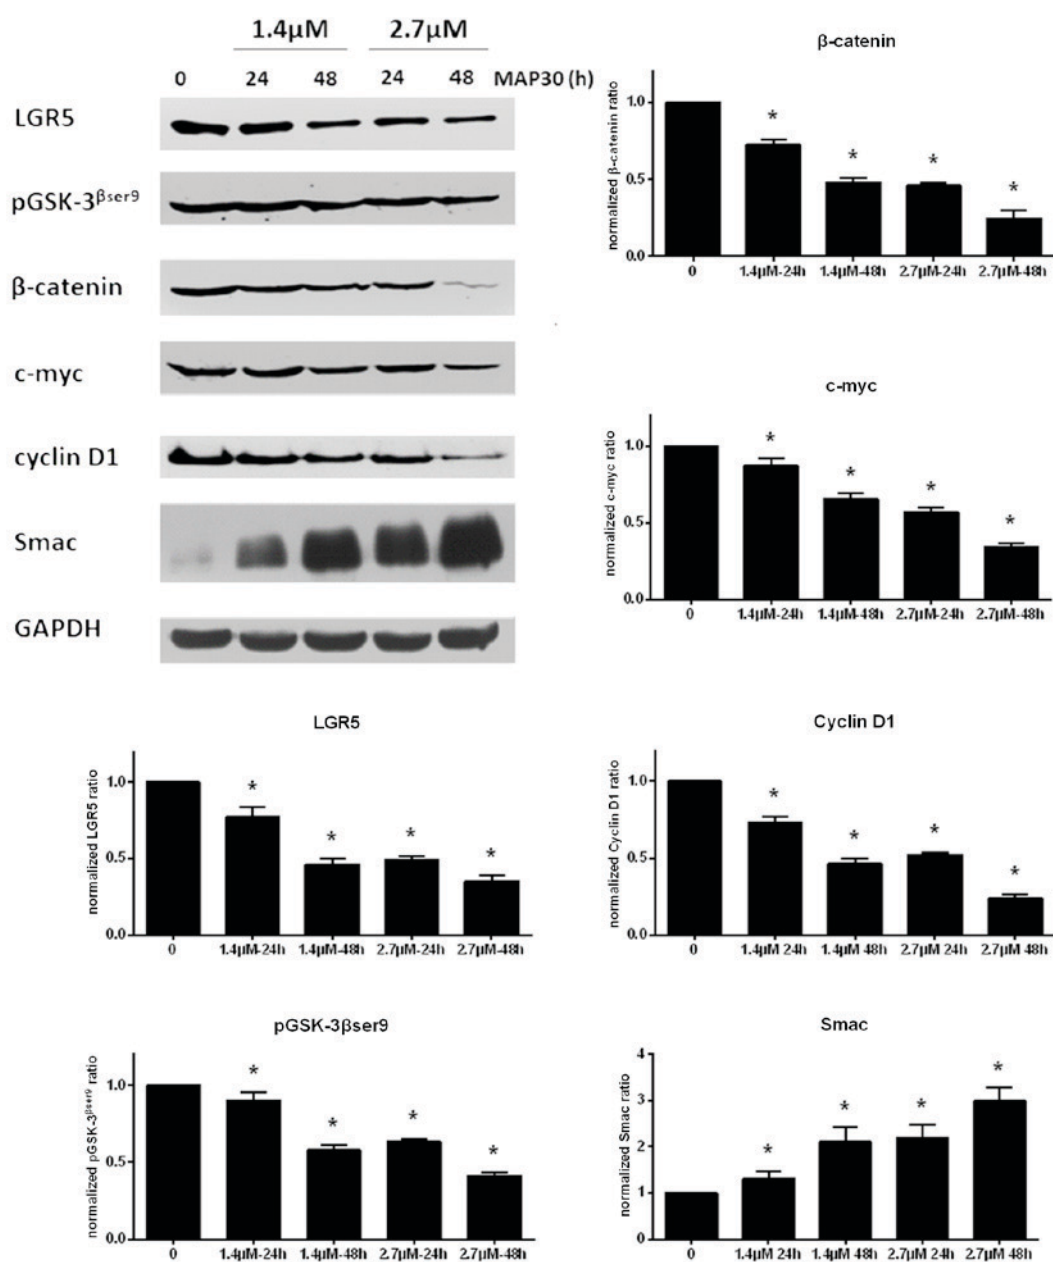 1.4μM 2.7μM
0 24 48 24 48 MAP30 (h)
LGR5
pGSK-3βser9
β-catenin
c-myc
cyclin D1
Smac
GAPDH
β-catenin
normalized β-catenin ratio
1.0
0.5
0.0
0 1.4μM-24h 1.4μM-48h 2.7μM-24h 2.7μM-48h
* * * *
c-myc
normalized c-myc ratio
1.0
0.5
0.0
0 1.4μM-24h 1.4μM-48h 2.7μM-24h 2.7μM-48h
* * * *
LGR5
normalized LGR5 ratio
1.0
0.5
0.0
0 1.4μM-24h 1.4μM-48h 2.7μM-24h 2.7μM-48h
* * * *
Cyclin D1
normalized Cyclin D1 ratio
1.0
0.5
0.0
0 1.4μM 24h 1.4μM 48h 2.7μM 24h 2.7μM 48h
* * * *
pGSK-3βser9
normalized pGSK-3βser9 ratio
1.0
0.5
0.0
0 1.4μM-24h 1.4μM-48h 2.7μM-24h 2.7μM-48h
* * * *
Smac
normalized Smac ratio
4
3
2
1
0
0 1.4μM 24h 1.4μM 48h 2.7μM 24h 2.7μM 48h
* * * *